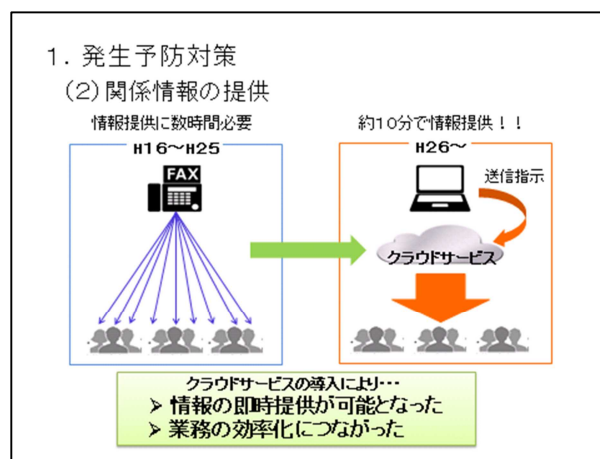 １．発生予防対策
（２）関係情報の提供
情報提供に数時間必要
H16～H25
FAX
約１０分で情報提供！！
H26～
送信指示
クラウドサービス
クラウドサービスの導入により…
➢ 情報の即時提供が可能となった
➢ 業務の効率化につながった